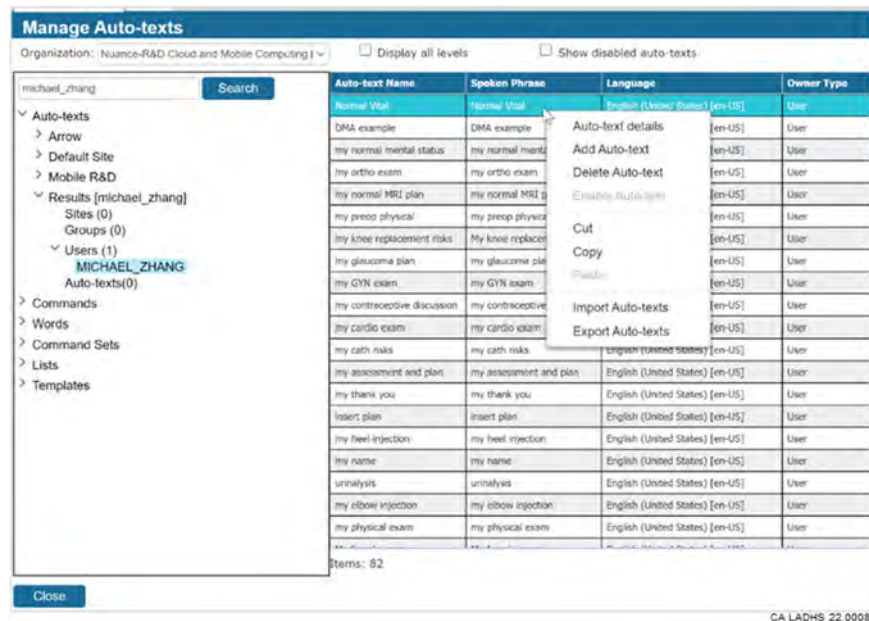 Manage Auto-texts
Organization: Nuance-R&D Cloud and Mobile Computing [
Display all levels
Show disabled auto-texts
michael_zhang
Search
Auto-texts
Arrow
Default Site
Mobile R&D
Results [michael_zhang]
Sites (0)
Groups (0)
Users (1)
MICHAEL_ZHANG
Auto-texts(0)
Commands
Words
Command Sets
Lists
Templates
Auto-text Name Spoken Phrase Language Owner Type
Normal Vital Normal Vital English (United States) [en-US] User
DMA example DMA example [en-US] User
my normal mental status my normal menta [en-US] User
my ortho exam my ortho exam [en-US] User
my normal MRI plan my normal MRI p [en-US] User
my preop physical my preop physica [en-US] User
my knee replacement risks My knee replacer [en-US] User
my glaucoma plan my glaucoma pla [en-US] User
my GYN exam my GYN exam [en-US] User
my contraceptive discussion my contraceptive [en-US] User
my cardio exam my cardio exam [en-US] User
my cath risks my cath risks English (United States) [en-US] User
my assessment and plan my assessment and plan English (United States) [en-US] User
my thank you my thank you English (United States) [en-US] User
insert plan insert plan English (United States) [en-US] User
my heel injection my heel injection English (United States) [en-US] User
my name my name English (United States) [en-US] User
urinalysis urinalysis English (United States) [en-US] User
my elbow injection my elbow injection English (United States) [en-US] User
my physical exam my physical exam English (United States) [en-US] User
Auto-text details
Add Auto-text
Delete Auto-text
Enable Auto-text
Cut
Copy
Paste
Import Auto-texts
Export Auto-texts
Items: 82
Close
CA LADHS 22.0008